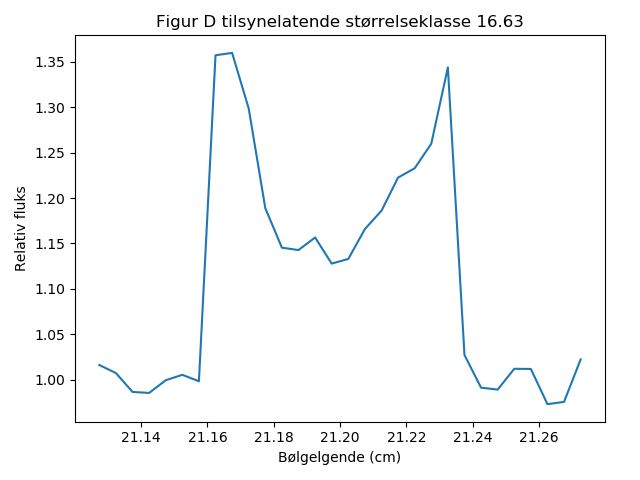 Figur D tilsynelatende størrelseklasse 16.63
1.35
1.30
1.25
1.20
1.15
1.10
1.05
1.00
Relativ fluks
21.14 21.16 21.18 21.20 21.22 21.24 21.26
Bølgelgende (cm)